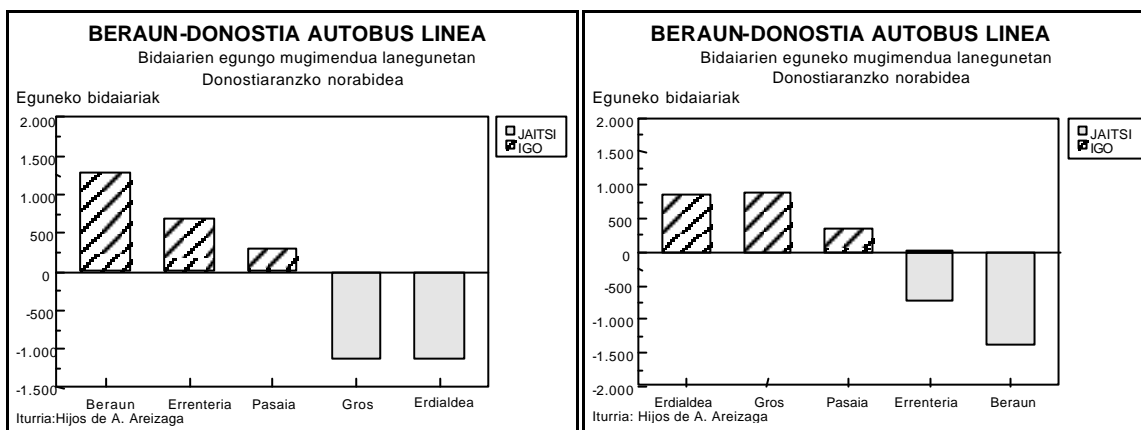 BERAUN-DONOSTIA AUTOBUS LINEA
Bidaiarien egungo mugimendua lanegunetan
Donostiaranzko norabidea
Eguneko bidaiariak
2.000
1.500
1.000
500
0
-500
-1.000
-1.500
JAITSI
IGO
Beraun Errenteria Pasaia Gros Erdialdea
Iturria:Hijos de A. Areizaga
BERAUN-DONOSTIA AUTOBUS LINEA
Bidaiarien eguneko mugimendua lanegunetan
Donostiaranzko norabidea
Eguneko bidaiariak
2.000
1.500
1.000
500
0
-500
-1.000
-1.500
-2.000
JAITSI
IGO
Erdialdea Gros Pasaia Errenteria Beraun
Iturria: Hijos de A. Areizaga